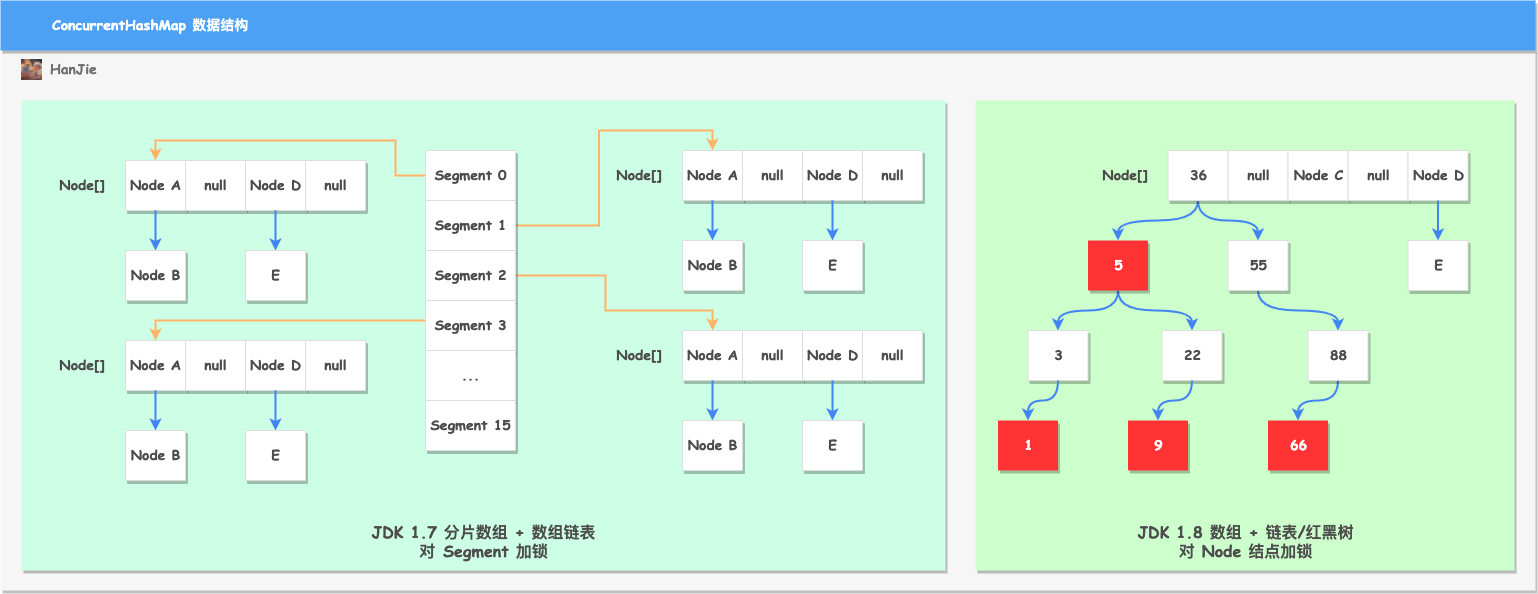 ConcurrentHashMap 数据结构
HanJie
Node[]
Node A null Node D null
Node B E
Node[]
Node A null Node D null
Node B E
Segment 0
Segment 1
Segment 2
Segment 3
...
Segment 15
Node[]
Node A null Node D null
Node B E
Node[]
Node A null Node D null
Node B E
JDK 1.7 分片数组 + 数组链表
对 Segment 加锁
Node[]
36 null Node C null Node D
5 55 E
3 22 88
1 9 66
JDK 1.8 数组 + 链表/红黑树
对 Node 结点加锁